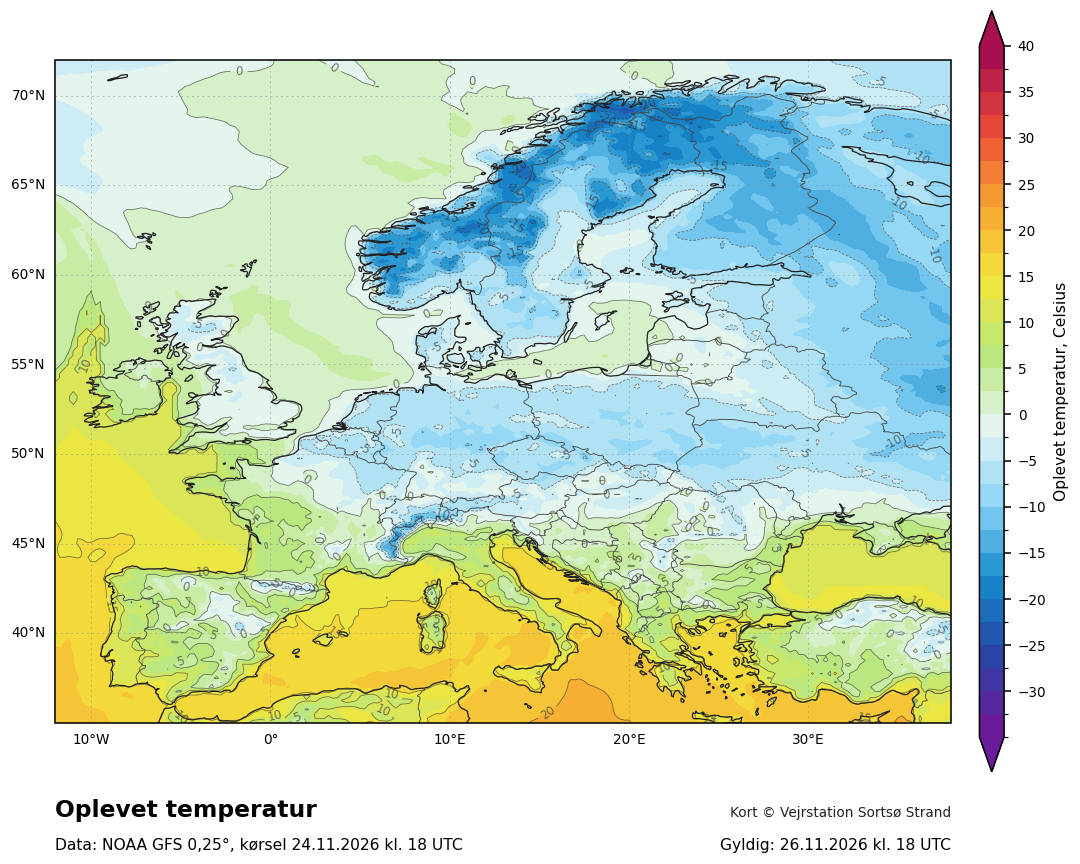 40
35
30
25
20
15
10
5
0
−5
−10
−15
−20
−25
−30
Oplevet temperatur, Celsius
70°N
65°N
60°N
55°N
50°N
45°N
40°N
10°W
0°
10°E
20°E
30°E
Oplevet temperatur
Kort © Vejrstation Sortsø Strand
Data: NOAA GFS 0,25°, kørsel 24.11.2026 kl. 18 UTC
Gyldig: 26.11.2026 kl. 18 UTC